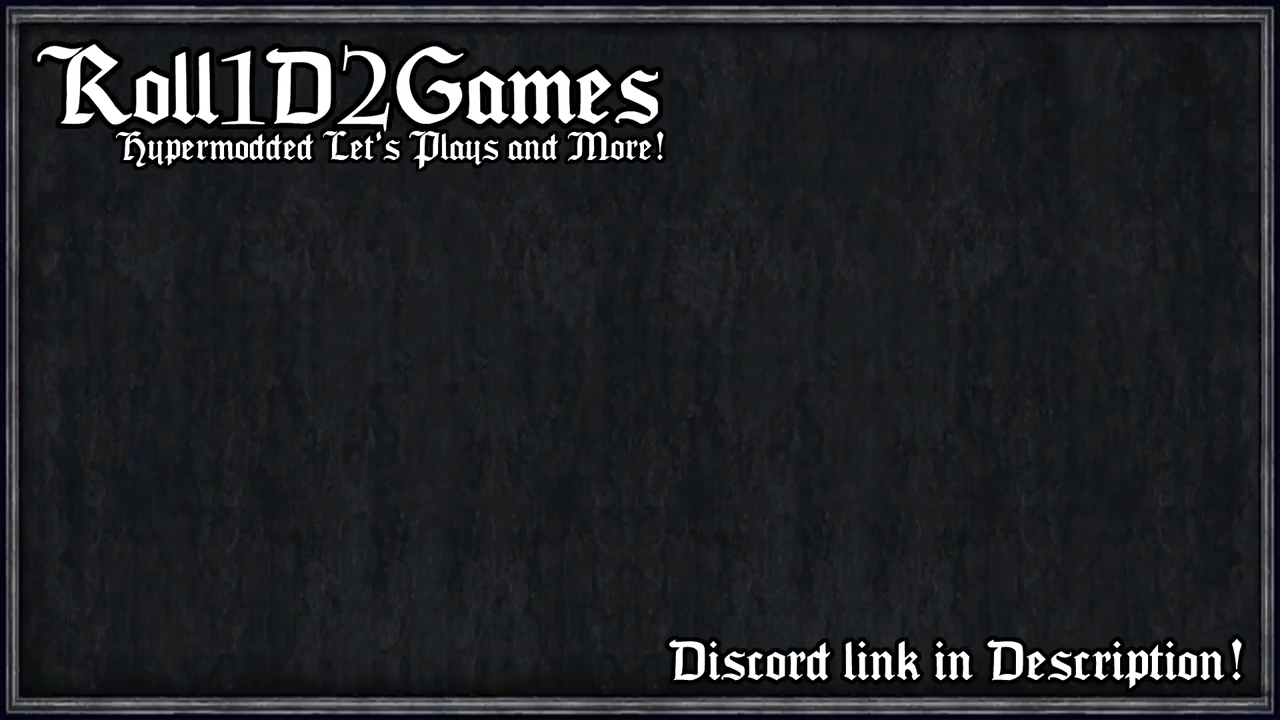 Roll1D2Games
Hypermodded Let's Plays and More!
Discord link in Description!